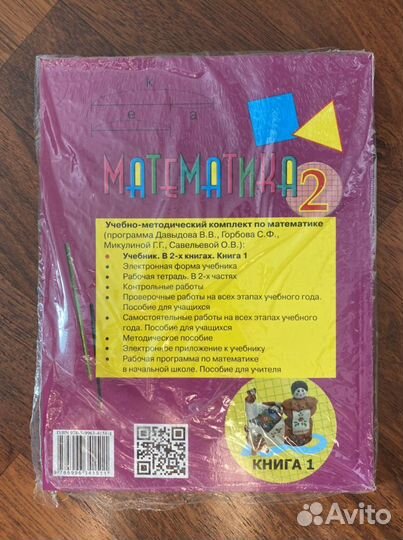 k
e
a
МАТЕМАТИКА 2
Учебно-методический комплект по математике
(программа Давыдова В.В., Горбова С.Ф.,
Микулиной Г.Г., Савельевой О.В.):
• Учебник. В 2-х книгах. Книга 1
• Электронная форма учебника
• Рабочая тетрадь. В 2-х частях
• Контрольные работы
• Проверочные работы на всех этапах учебного года.
Пособие для учащихся
• Самостоятельные работы на всех этапах учебного
года. Пособие для учащихся
• Методическое пособие
• Электронное приложение к учебнику
• Рабочая программа по математике
в начальной школе. Пособие для учителя
КНИГА 1
Avito